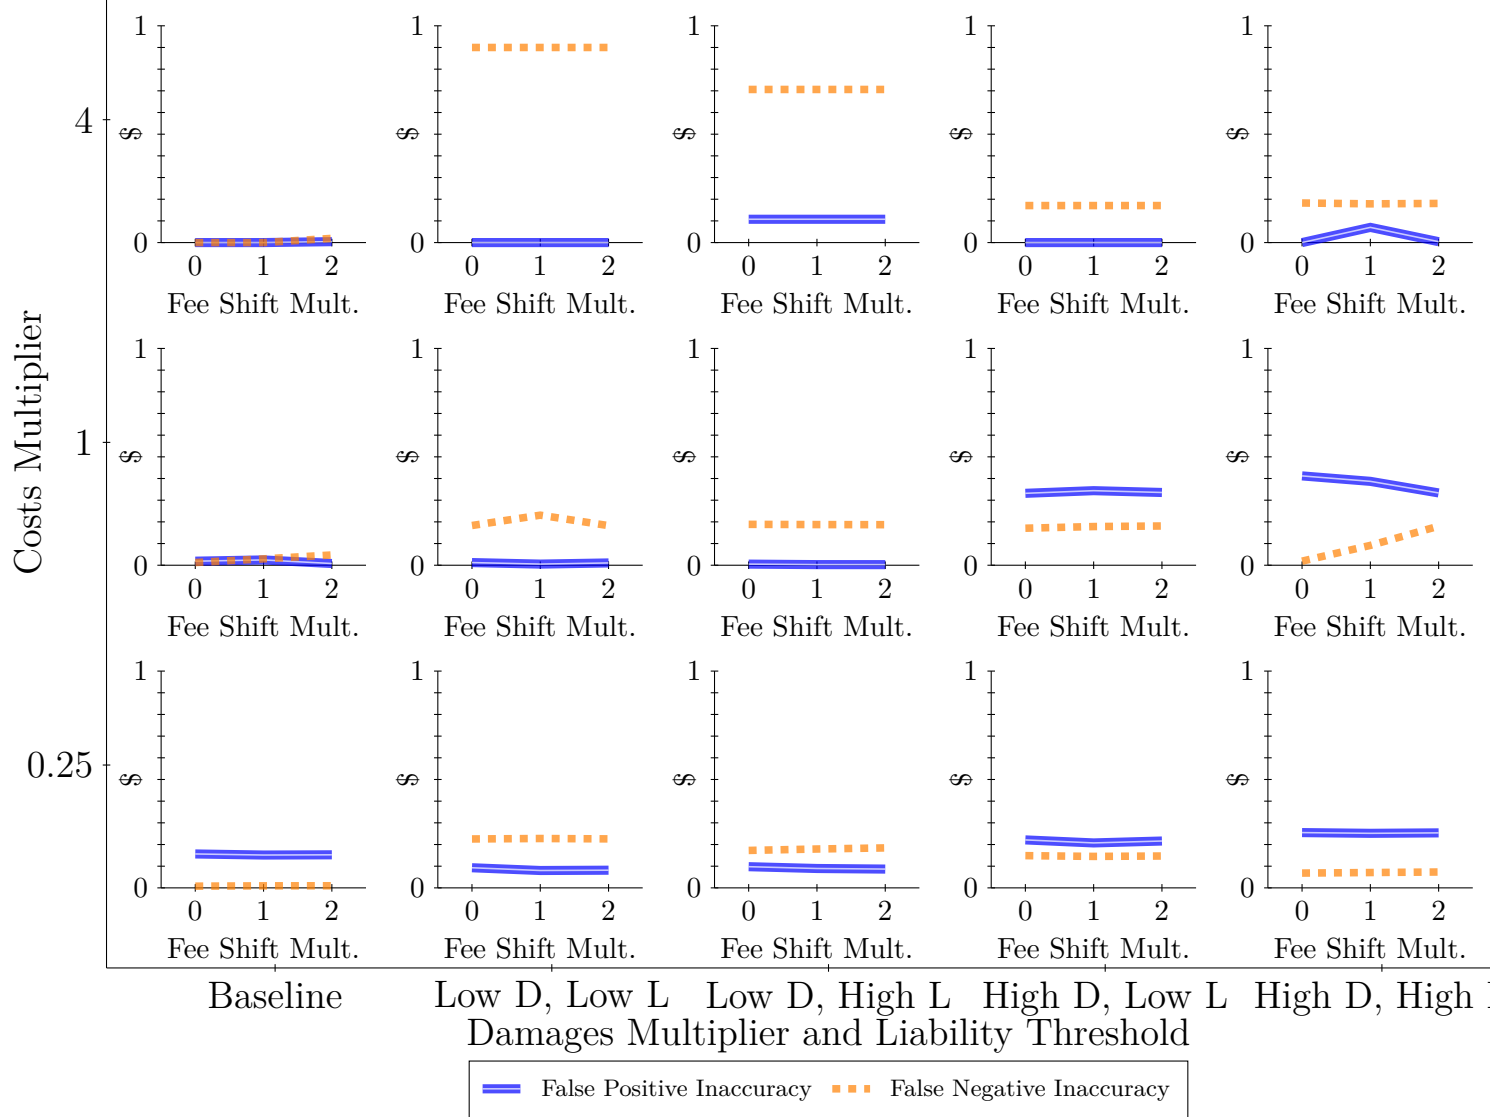 1 1 1 1 1
4 $ $ $ $ $
0 0 0 0 0
0 1 2 0 1 2 0 1 2 0 1 2 0 1 2
Fee Shift Mult. Fee Shift Mult. Fee Shift Mult. Fee Shift Mult. Fee Shift Mult.
Costs Multiplier
1 1 1 1 1
1 $ $ $ $ $
0 0 0 0 0
0 1 2 0 1 2 0 1 2 0 1 2 0 1 2
Fee Shift Mult. Fee Shift Mult. Fee Shift Mult. Fee Shift Mult. Fee Shift Mult.
1 1 1 1 1
0.25 $ $ $ $ $
0 0 0 0 0
0 1 2 0 1 2 0 1 2 0 1 2 0 1 2
Fee Shift Mult. Fee Shift Mult. Fee Shift Mult. Fee Shift Mult. Fee Shift Mult.
Baseline Low D, Low L Low D, High L High D, Low L High D, High
Damages Multiplier and Liability Threshold
False Positive Inaccuracy False Negative Inaccuracy